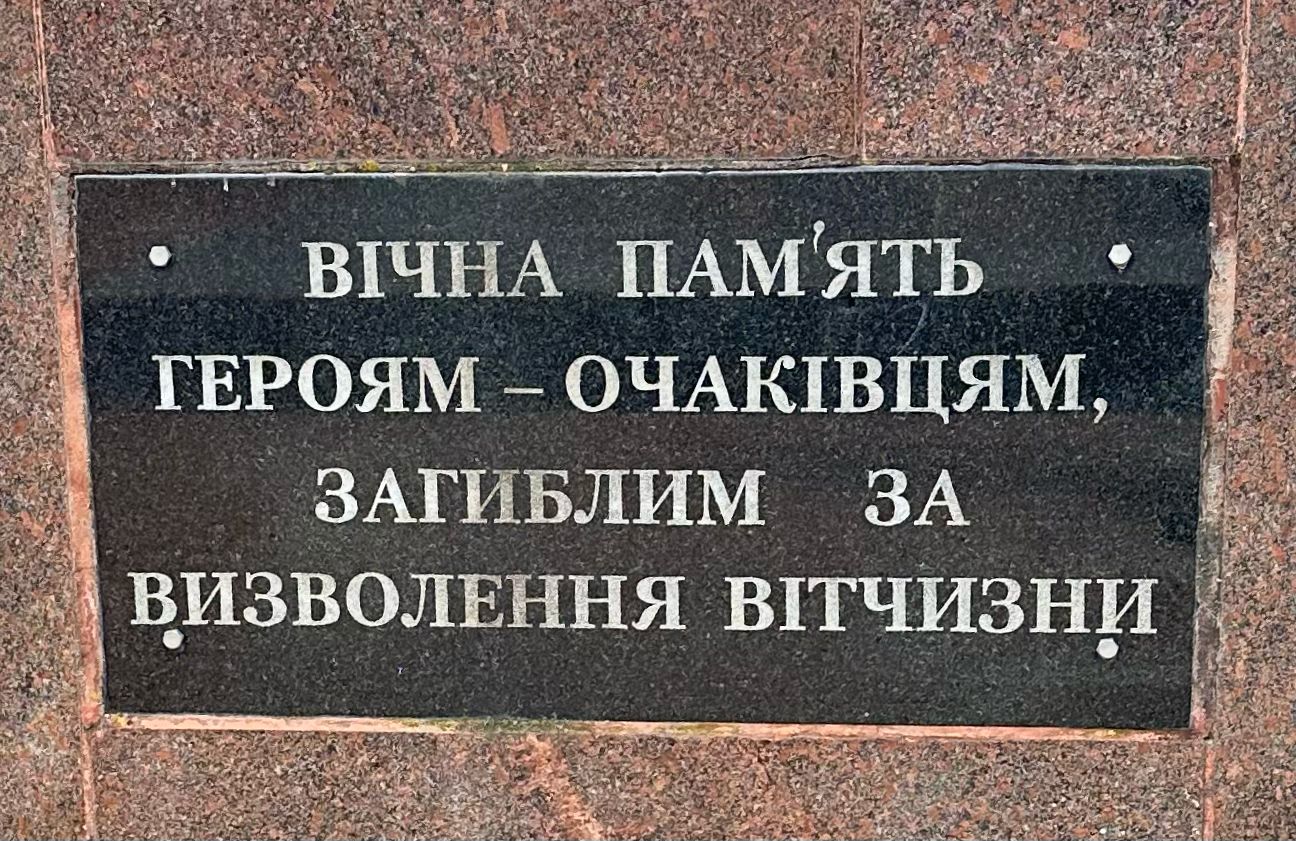 ВІЧНА ПАМ'ЯТЬ
ГЕРОЯМ – ОЧАКІВЦЯМ,
ЗАГИБЛИМ ЗА
ВИЗВОЛЕННЯ ВІТЧИЗНИ